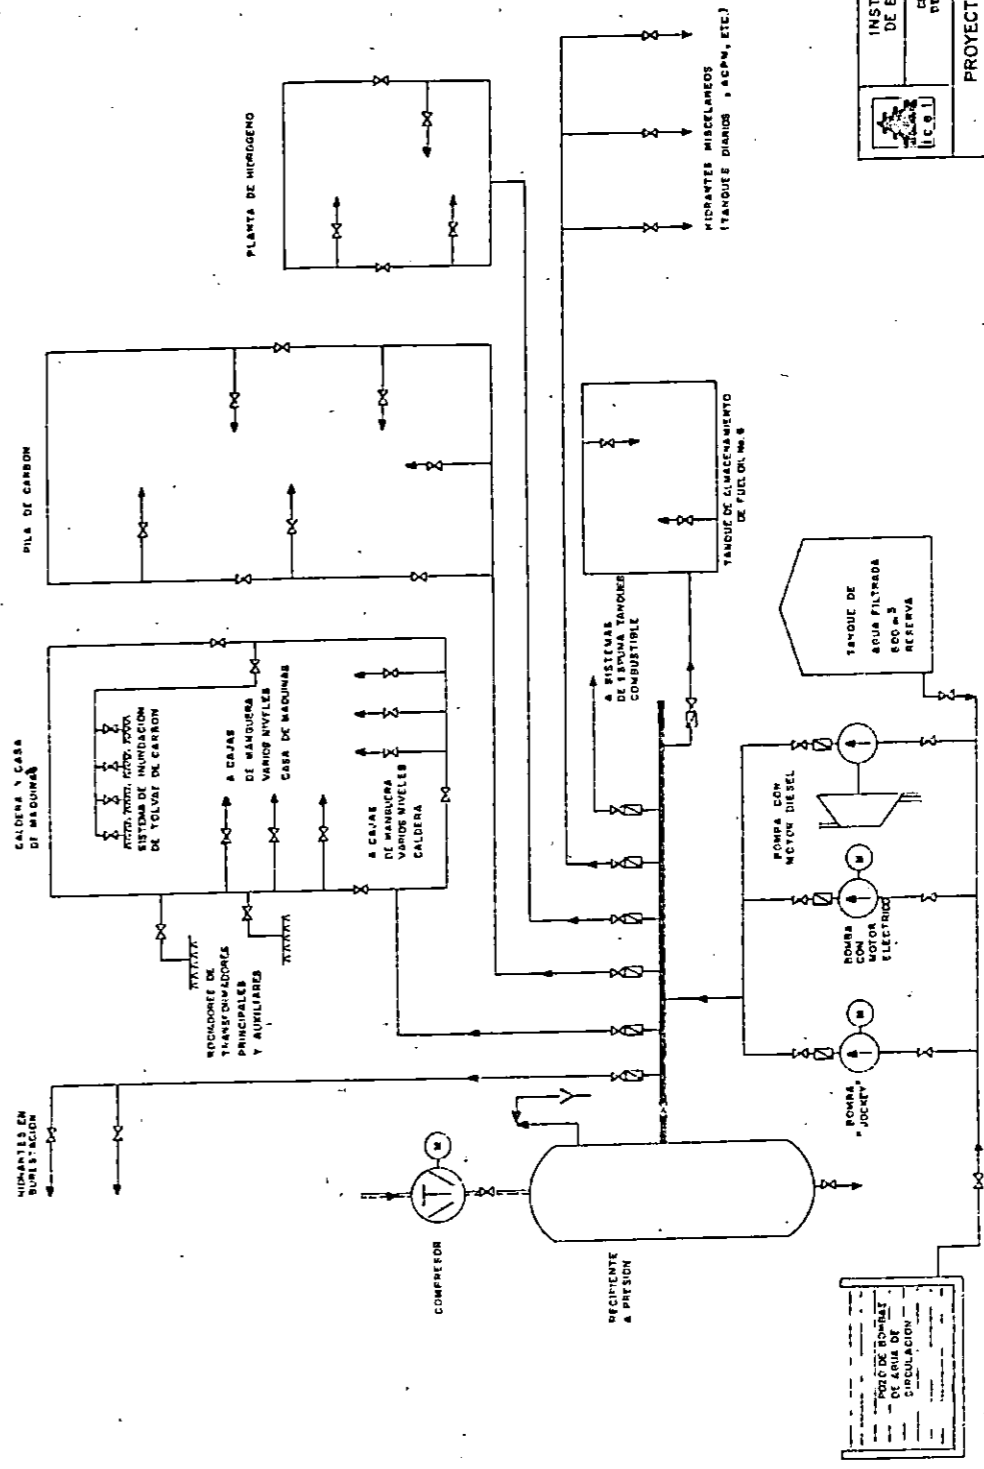 HIDRANTES EN
SUBESTACION
CALDERA Y CASA
DE MAQUINAS
SISTEMA DE INUNDACION
DE TOLVAS DE CARBON
A CAJAS
DE MANGUERA
VARIOS NIVELES
CASA DE MAQUINAS
A CAJAS
DE MANGUERA
VARIOS NIVELES
CALDERA
ROCIADORES DE
TRANSFORMADORES
PRINCIPALES
Y AUXILIARES
PILA DE CARBON
PLANTA DE HIDROGENO
HIDRANTES MISCELANEOS
(TANQUES DIARIOS , ACPM, ETC.)
A SISTEMAS
DE ESPUMA TANQUES
COMBUSTIBLE
TANQUE DE ALMACENAMIENTO
DE FUEL OIL No. 6
COMPRESOR
M
RECIPIENTE
A PRESION
BOMBA
"JOCKEY"
M
BOMBA
CON
MOTOR
ELECTRICO
M
BOMBA CON
MOTOR DIESEL
TANQUE DE
AGUA FILTRADA
RESERVA
POZO DE BOMBAS
DE AGUA DE
CIRCULACION
INST
DE E
PROYECT